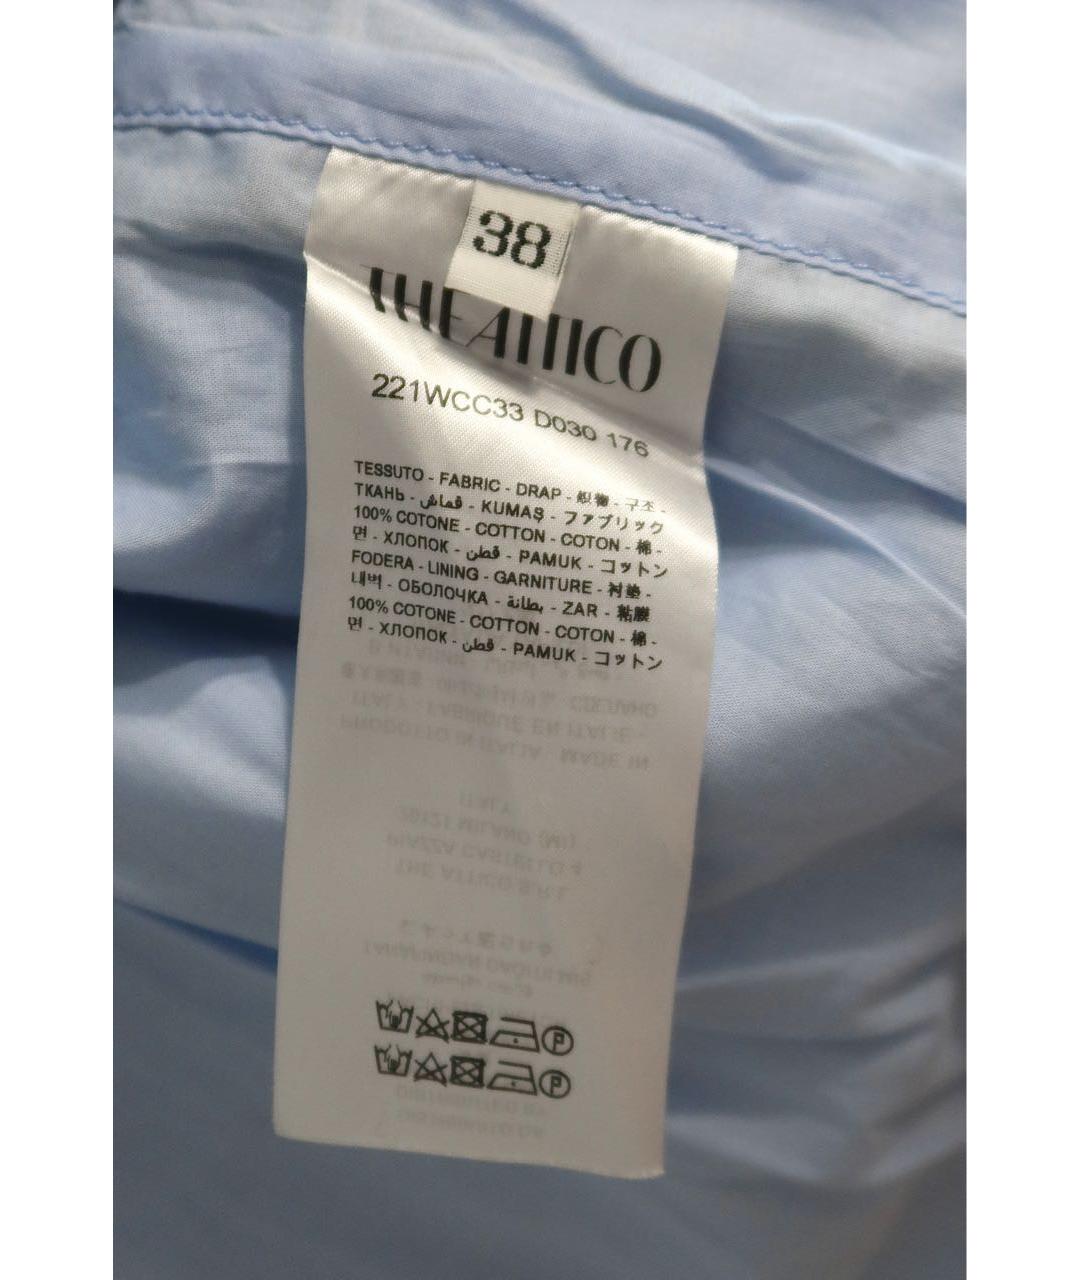 38
THE ATTICO
221WCC33 D030 176
TESSUTO - FABRIC - DRAP - 織物 - 구조 -
ТКАНЬ - قماش - KUMAŞ - ファブリック
100% COTONE - COTTON - COTON - 棉 -
면 - ХЛОПОК - قطن - PAMUK - コットン
FODERA - LINING - GARNITURE - 衬垫 -
내벽 - ОБОЛОЧКА - بطانة - ZAR - 粘膜
100% COTONE - COTTON - COTON - 棉 -
면 - ХЛОПОК - قطن - PAMUK - コットン